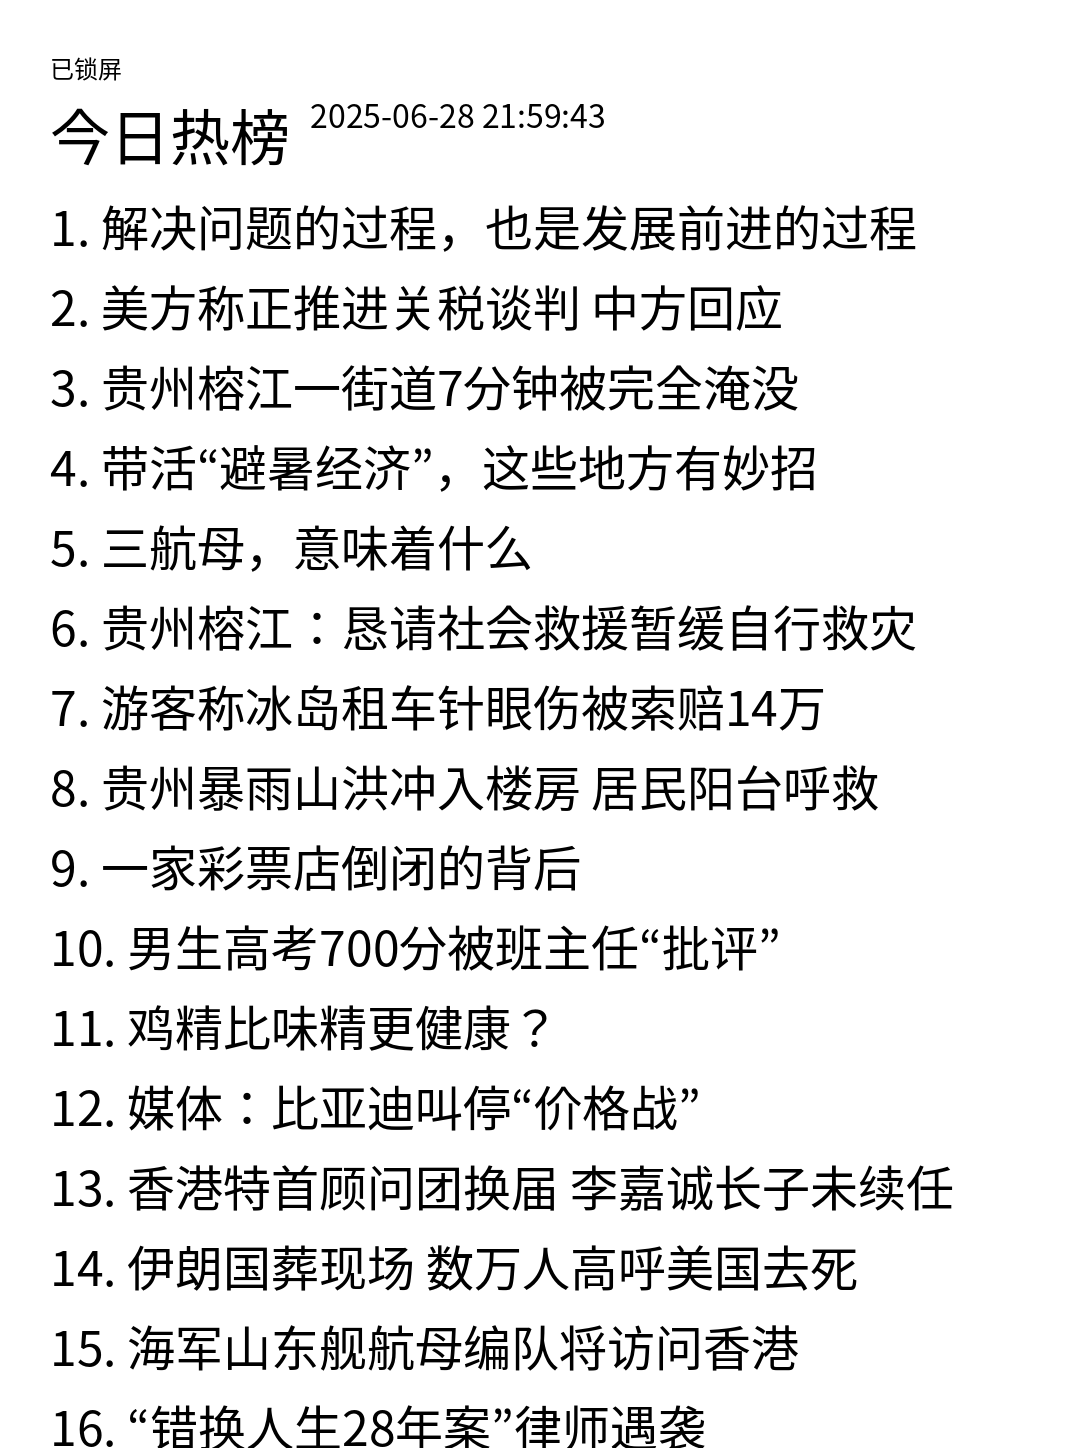 已锁屏
今日热榜 2025-06-28 21:59:43
1. 解决问题的过程，也是发展前进的过程
2. 美方称正推进关税谈判 中方回应
3. 贵州榕江一街道7分钟被完全淹没
4. 带活“避暑经济”，这些地方有妙招
5. 三航母，意味着什么
6. 贵州榕江：恳请社会救援暂缓自行救灾
7. 游客称冰岛租车针眼伤被索赔14万
8. 贵州暴雨山洪冲入楼房 居民阳台呼救
9. 一家彩票店倒闭的背后
10. 男生高考700分被班主任“批评”
11. 鸡精比味精更健康？
12. 媒体：比亚迪叫停“价格战”
13. 香港特首顾问团换届 李嘉诚长子未续任
14. 伊朗国葬现场 数万人高呼美国去死
15. 海军山东舰航母编队将访问香港
16. “错换人生28年案”律师遇袭